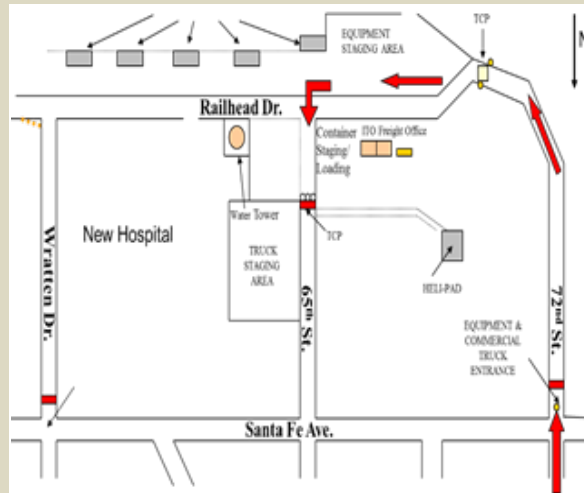 TCP
EQUIPMENT
STAGING AREA
N
Railhead Dr.
Container
Staging/
Loading
ITO Freight Office
Water Tower
TCP
New Hospital
TRUCK
STAGING
AREA
HELI-PAD
Wratten Dr.
65th St.
72nd St.
EQUIPMENT &
COMMERCIAL
TRUCK
ENTRANCE
Santa Fe Ave.